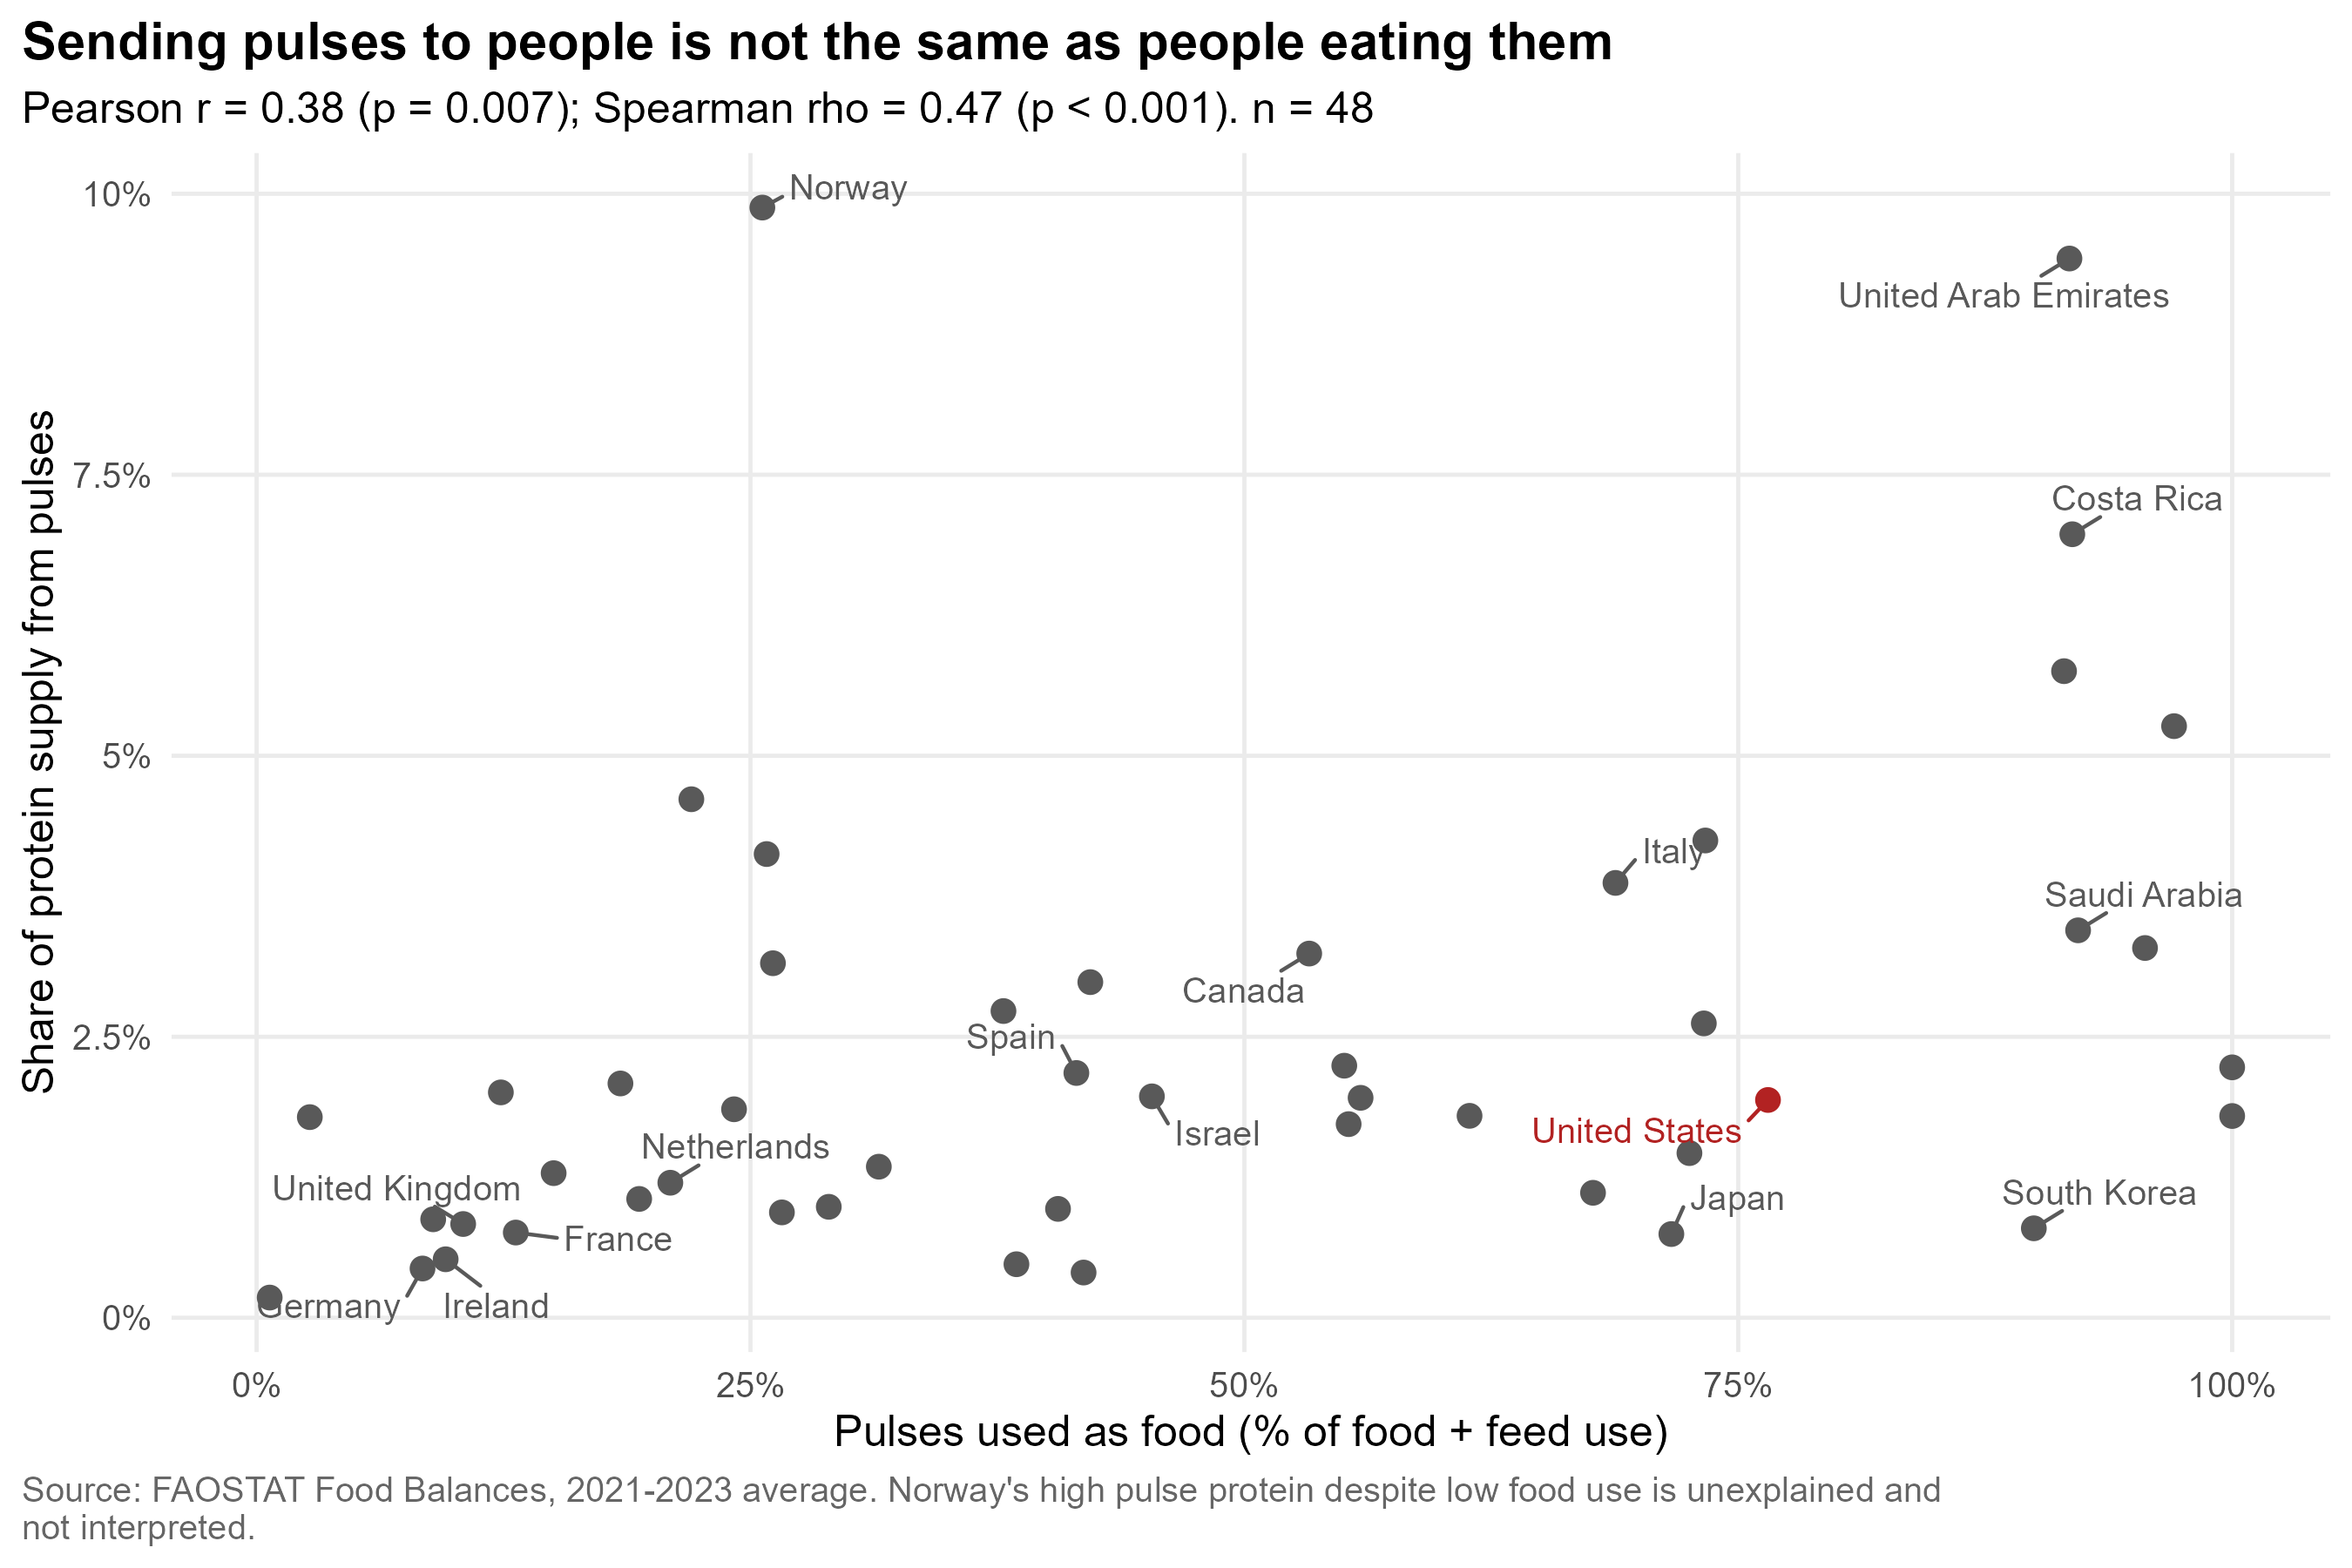 Sending pulses to people is not the same as people eating them
Pearson r = 0.38 (p = 0.007); Spearman rho = 0.47 (p < 0.001). n = 48
Share of protein supply from pulses
10%
7.5%
5%
2.5%
0%
Norway
United Arab Emirates
Costa Rica
Italy
Saudi Arabia
Canada
Spain
Israel
United States
Netherlands
United Kingdom
France
Japan
South Korea
Germany
Ireland
0%
25%
50%
75%
100%
Pulses used as food (% of food + feed use)
Source: FAOSTAT Food Balances, 2021-2023 average. Norway's high pulse protein despite low food use is unexplained and
not interpreted.